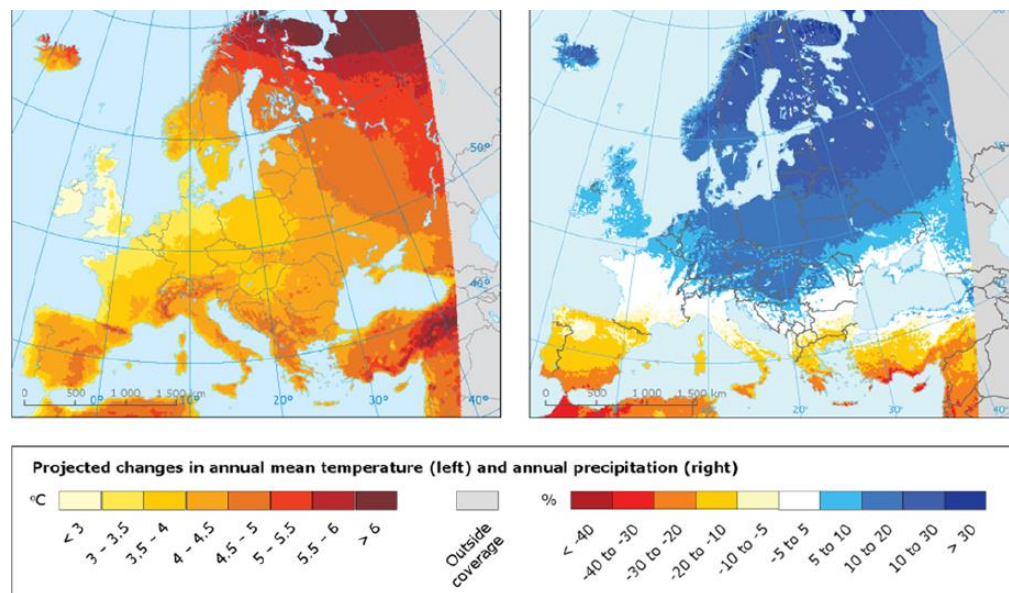 50°
40°
0 500 1 000 1 500 km
0° 10° 20° 30° 40°
0 500 1 000 1 500 km
20° 30° 40°
Projected changes in annual mean temperature (left) and annual precipitation (right)
°C
< 3
3 – 3.5
3.5 – 4
4 – 4.5
4.5 – 5
5 – 5.5
5.5 – 6
> 6
Outside
coverage
%
< -40
-40 to -30
-30 to -20
-20 to -10
-10 to -5
-5 to 5
5 to 10
10 to 20
10 to 30
> 30